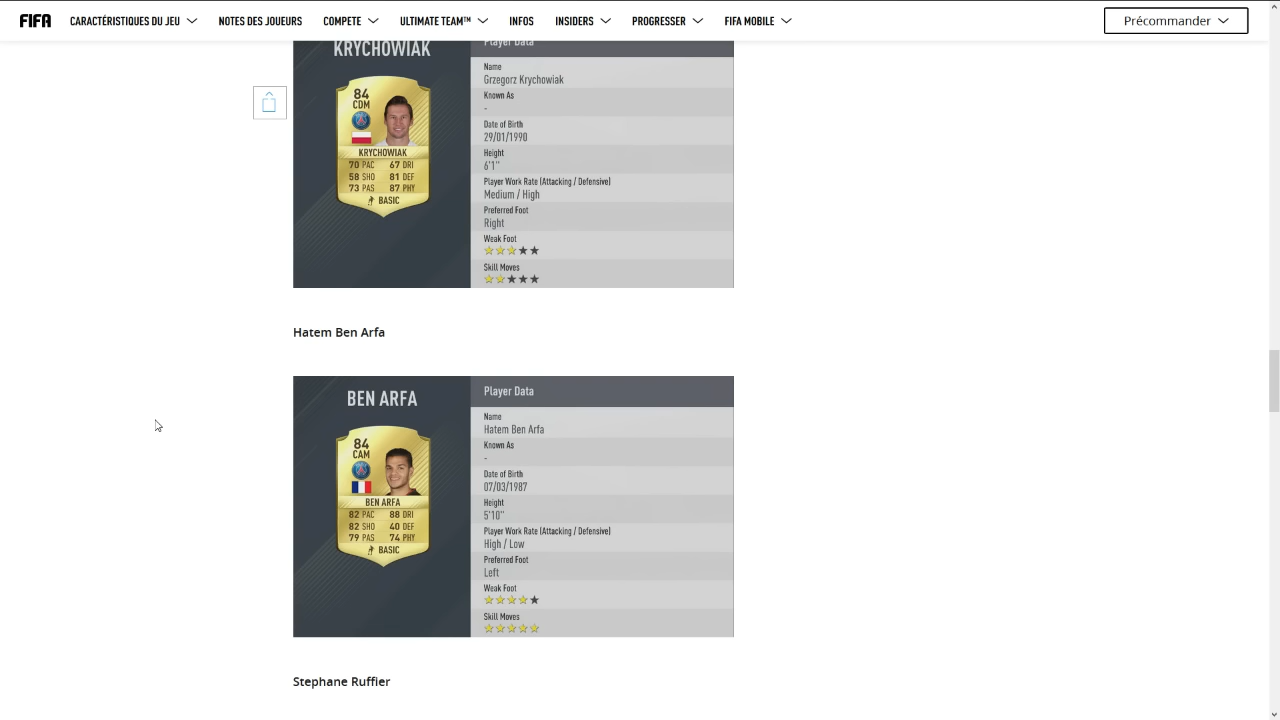 FIFA CARACTÉRISTIQUES DU JEU NOTES DES JOUEURS COMPETE ULTIMATE TEAM™ INFOS INSIDERS PROGRESSER FIFA MOBILE Précommander
KRYCHOWIAK
84
CDM
KRYCHOWIAK
70 PAC 67 DRI
58 SHO 81 DEF
73 PAS 87 PHY
BASIC
Player Data
Name
Grzegorz Krychowiak
Known As
-
Date of Birth
29/01/1990
Height
6'1"
Player Work Rate (Attacking / Defensive)
Medium / High
Preferred Foot
Right
Weak Foot
Skill Moves
Hatem Ben Arfa
BEN ARFA
84
CAM
BEN ARFA
82 PAC 88 DRI
82 SHO 40 DEF
79 PAS 74 PHY
BASIC
Player Data
Name
Hatem Ben Arfa
Known As
-
Date of Birth
07/03/1987
Height
5'10"
Player Work Rate (Attacking / Defensive)
High / Low
Preferred Foot
Left
Weak Foot
Skill Moves
Stephane Ruffier